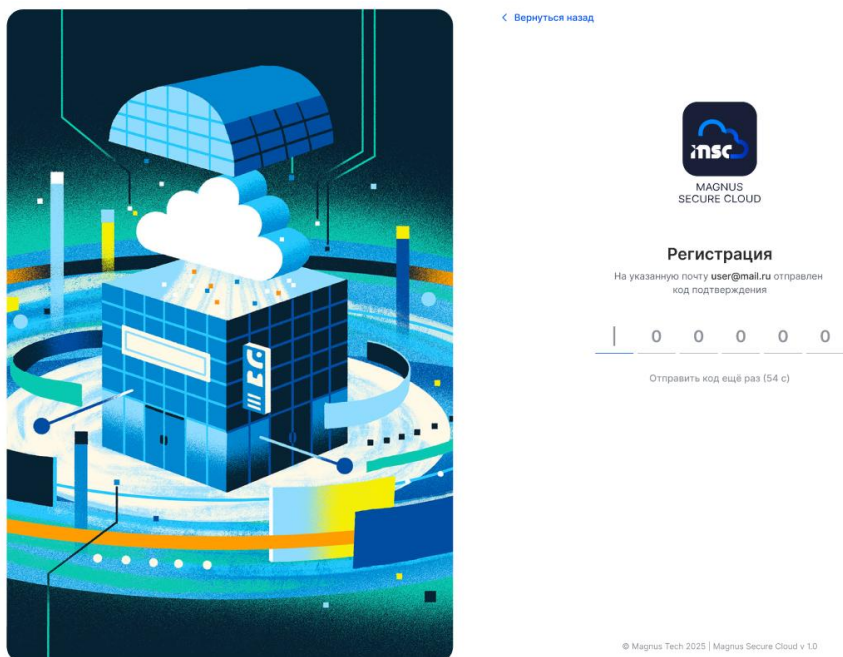 Вернуться назад
msc
MAGNUS
SECURE CLOUD
Регистрация
На указанную почту user@mail.ru отправлен
код подтверждения
0 0 0 0 0
Отправить код ещё раз (54 с)
© Magnus Tech 2025 | Magnus Secure Cloud v 1.0